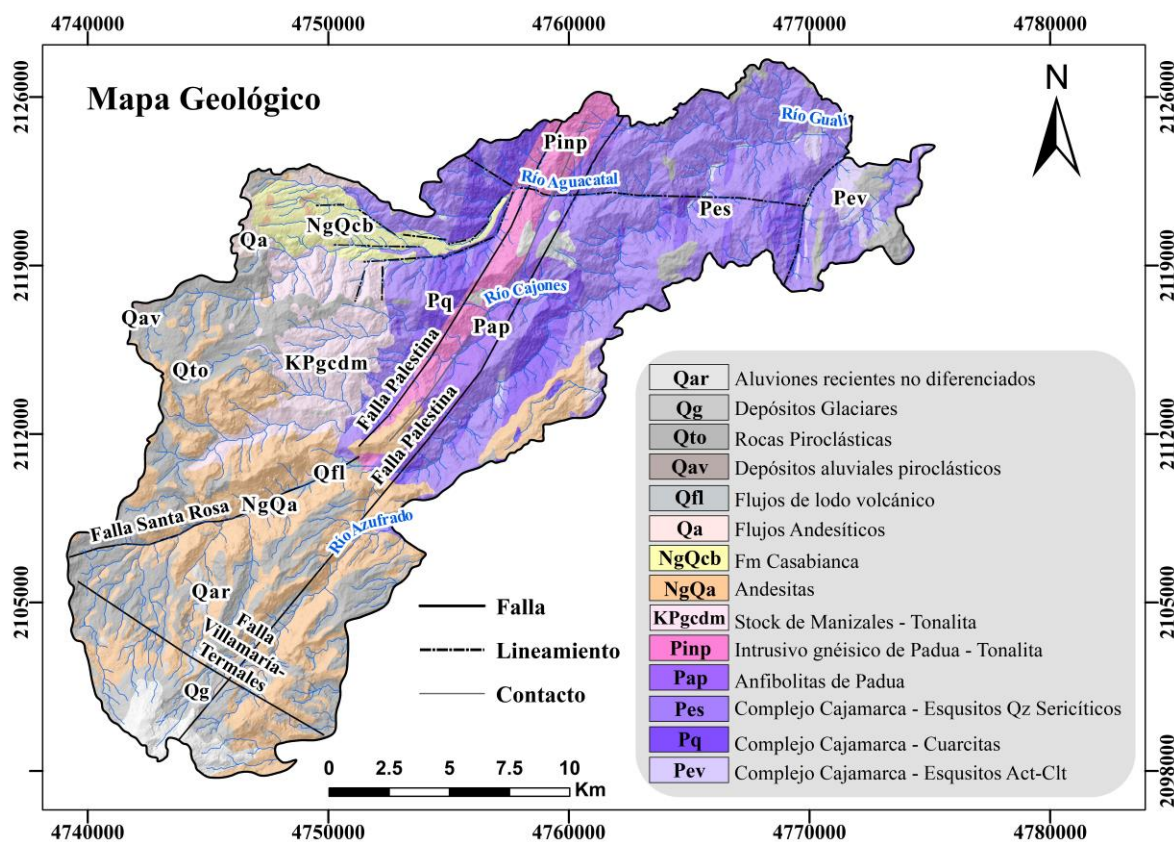 4740000 4750000 4760000 4770000 4780000
Mapa Geológico
N
2126000 2126000
Río Gualí
Pinp
Río Aguacatal
Pev
Pes
NgQcb
Qa
2119000 2119000
Río Cajones
Pq
Qav
Pap
Qto
KPgcdm
Falla Palestina
Falla Palestina
2112000 2112000
Qfl
NgQa
Falla Santa Rosa
Río Azufrado
Qar
2105000 2105000
Falla
Villamaría-
Termales
Qg
Falla
Lineamiento
Contacto
Qar Aluviones recientes no diferenciados
Qg Depósitos Glaciares
Qto Rocas Piroclásticas
Qav Depósitos aluviales piroclásticos
Qfl Flujos de lodo volcánico
Qa Flujos Andesíticos
NgQcb Fm Casabianca
NgQa Andesitas
KPgcdm Stock de Manizales - Tonalita
Pinp Intrusivo gnéisico de Padua - Tonalita
Pap Anfibolitas de Padua
Pes Complejo Cajamarca - Esqusitos Qz Sericíticos
Pq Complejo Cajamarca - Cuarcitas
Pev Complejo Cajamarca - Esqusitos Act-Clt
0 2.5 5 7.5 10
Km
2098000 2098000
4740000 4750000 4760000 4770000 4780000